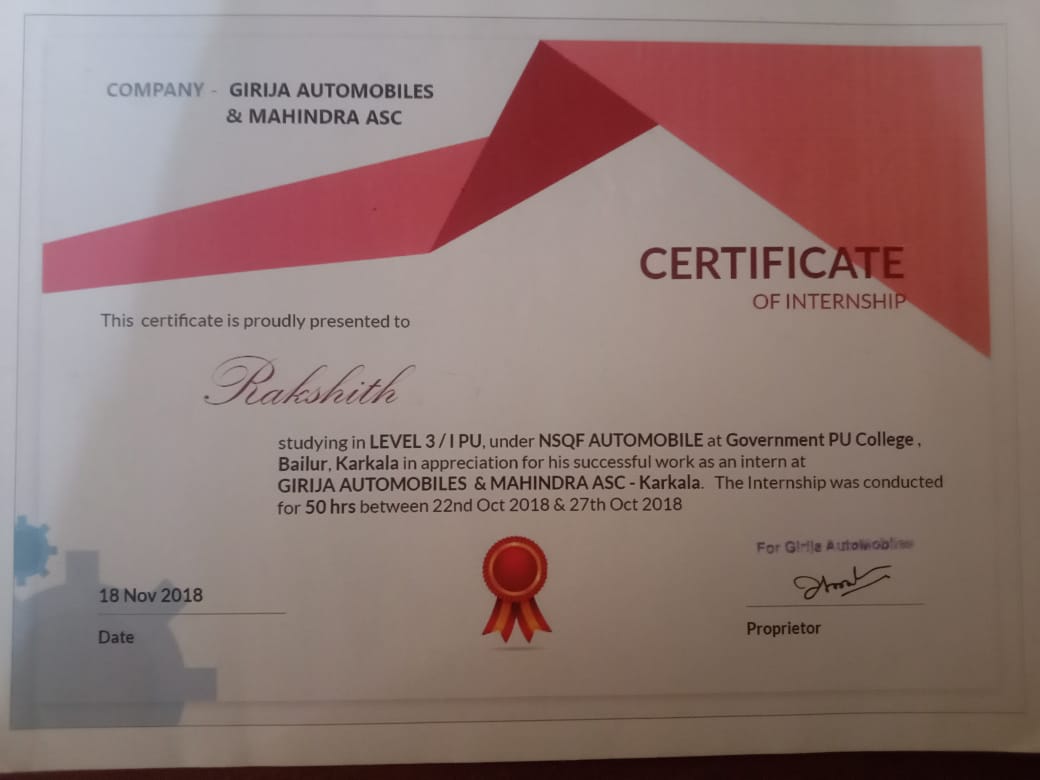 COMPANY - GIRIJA AUTOMOBILES
& MAHINDRA ASC
CERTIFICATE
OF INTERNSHIP
This certificate is proudly presented to
Rakshith
studying in LEVEL 3 / I PU, under NSQF AUTOMOBILE at Government PU College ,
Bailur, Karkala in appreciation for his successful work as an intern at
GIRIJA AUTOMOBILES & MAHINDRA ASC - Karkala. The Internship was conducted
for 50 hrs between 22nd Oct 2018 & 27th Oct 2018
For Girija Automobiles
18 Nov 2018
Date
Proprietor